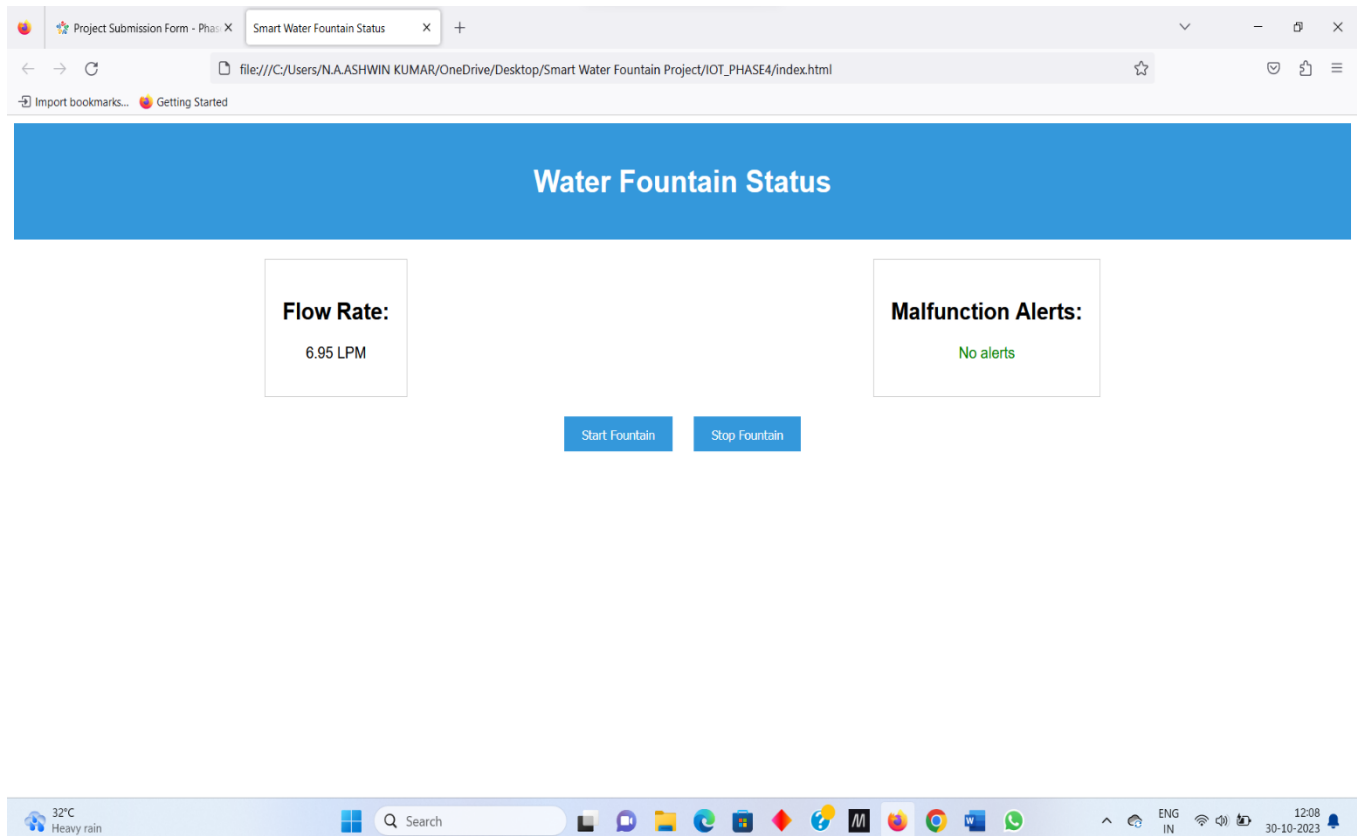 Project Submission Form - Phas
Smart Water Fountain Status
file:///C:/Users/N.A.ASHWIN KUMAR/OneDrive/Desktop/Smart Water Fountain Project/IOT_PHASE4/index.html
Import bookmarks... Getting Started
Water Fountain Status
Flow Rate:
6.95 LPM
Malfunction Alerts:
No alerts
Start Fountain Stop Fountain
32°C
Heavy rain
Search
ENG
IN
12:08
30-10-2023